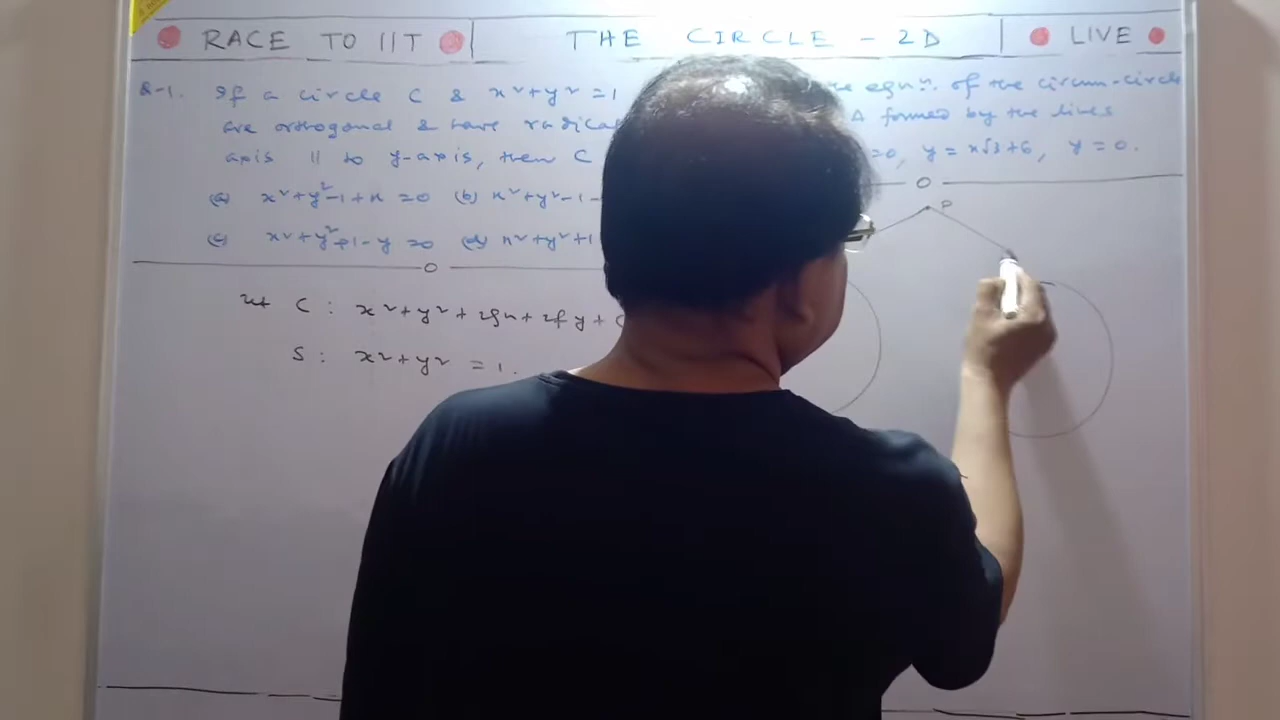 RACE TO IIT THE CIRCLE - 2D LIVE
Q-1. If a circle C & x²+y²=1
are orthogonal & have radical
axis || to y-axis, then C
(a) x²+y²-1+x=0 (b) x²+y²-1-
(c) x²+y²+1-y=0 (d) x²+y²+1
eqn. of the circum-circle
Δ formed by the lines
=0, y=x√3+6, y=0.
P
Let C : x²+y²+2gx+2fy+
S : x²+y² = 1.